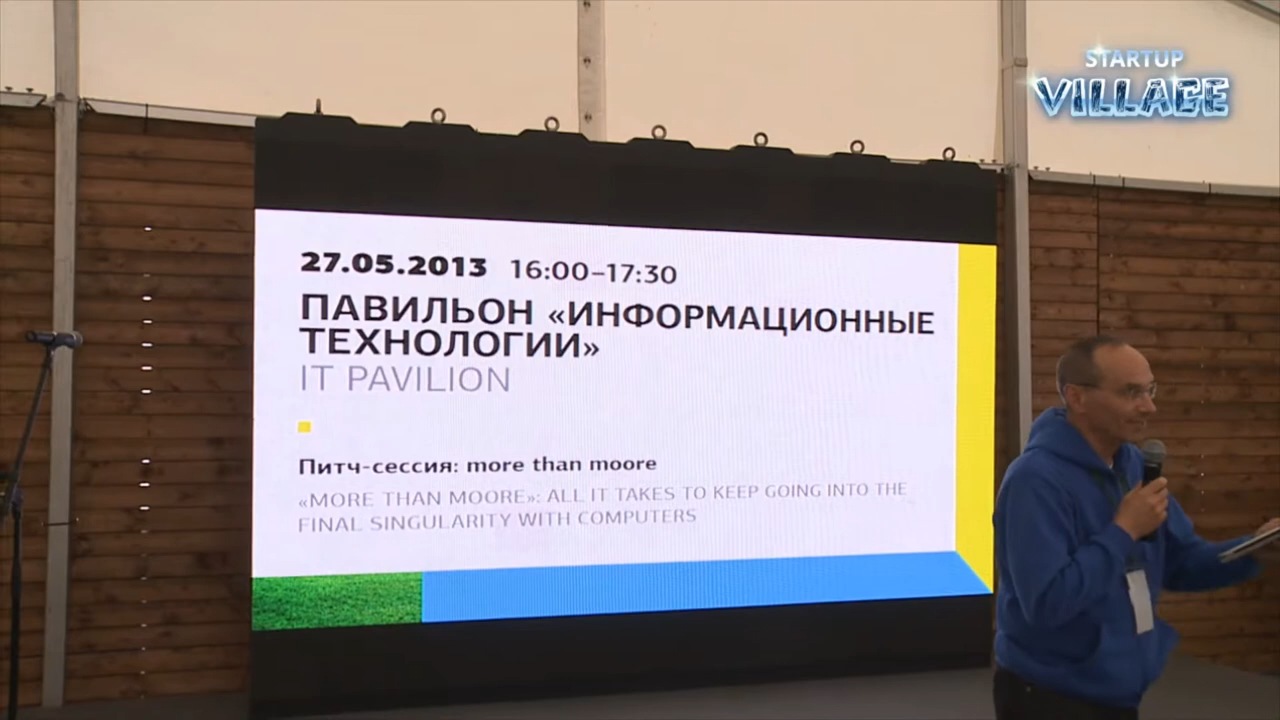 STARTUP
VILLAGE
27.05.2013 16:00–17:30
ПАВИЛЬОН «ИНФОРМАЦИОННЫЕ
ТЕХНОЛОГИИ»
IT PAVILION
Питч-сессия: more than moore
«MORE THAN MOORE»: ALL IT TAKES TO KEEP GOING INTO THE
FINAL SINGULARITY WITH COMPUTERS